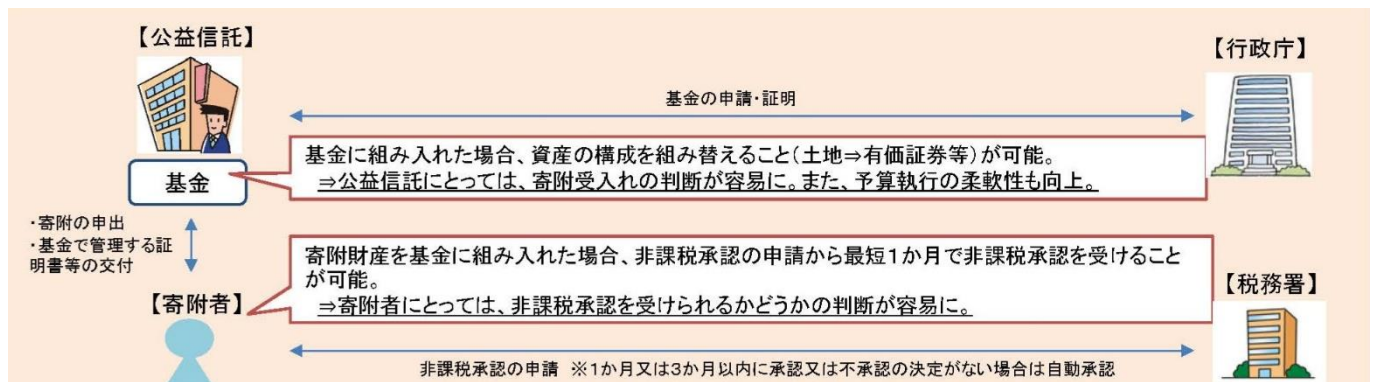 【公益信託】
【行政庁】
基金の申請・証明
基金に組み入れた場合、資産の構成を組み替えること(土地⇒有価証券等)が可能。
⇒公益信託にとっては、寄附受入れの判断が容易に。また、予算執行の柔軟性も向上。
基金
・寄附の申出
・基金で管理する証
明書等の交付
寄附財産を基金に組み入れた場合、非課税承認の申請から最短1か月で非課税承認を受けること
が可能。
⇒寄附者にとっては、非課税承認を受けられるかどうかの判断が容易に。
【寄附者】
【税務署】
非課税承認の申請 ※1か月又は3か月以内に承認又は不承認の決定がない場合は自動承認